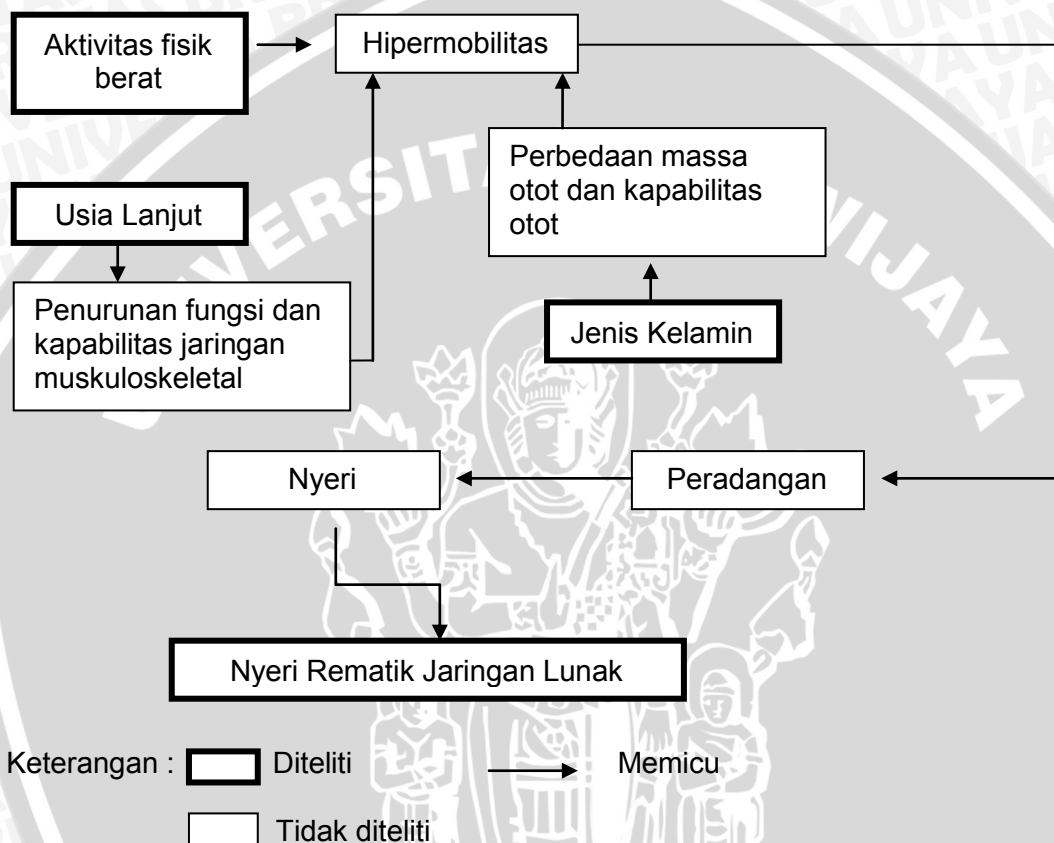 Aktivitas fisik
berat
Hipermobilitas
Perbedaan massa
otot dan kapabilitas
otot
Usia Lanjut
Penurunan fungsi dan
kapabilitas jaringan
muskuloskeletal
Jenis Kelamin
Nyeri
Peradangan
Nyeri Rematik Jaringan Lunak
Keterangan :
Diteliti
Memicu
Tidak diteliti